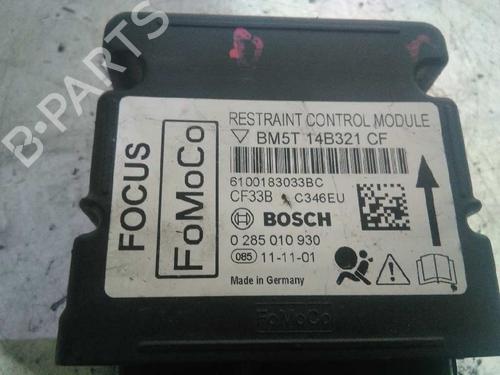 B-PARTS
FOCUS
FoMoCo
RESTRAINT CONTROL MODULE
BM5T 14B321 CF
6100183033BC
CF33B C346EU
BOSCH
0 285 010 930
085 11-11-01
Made in Germany
FoMoCo